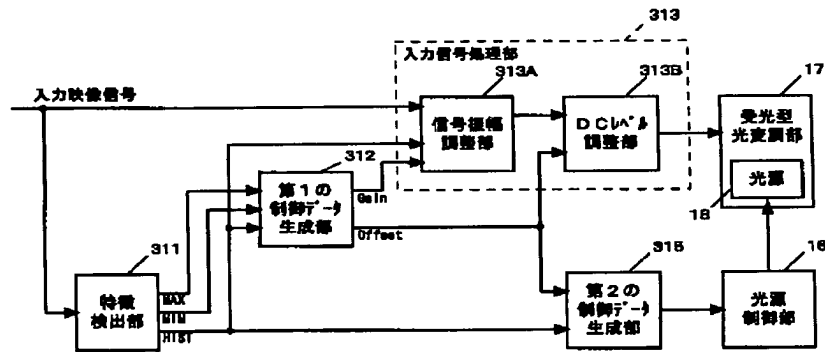 313
入力信号処理部
入力映像信号
313A
信号振幅
調整部
313B
DCレベル
調整部
17
受光型
光変調部
光源
18
312
第1の
制御データ
生成部
Gain
Offset
311
特徴
検出部
MAX
MIN
HIST
315
第2の
制御データ
生成部
16
光源
制御部